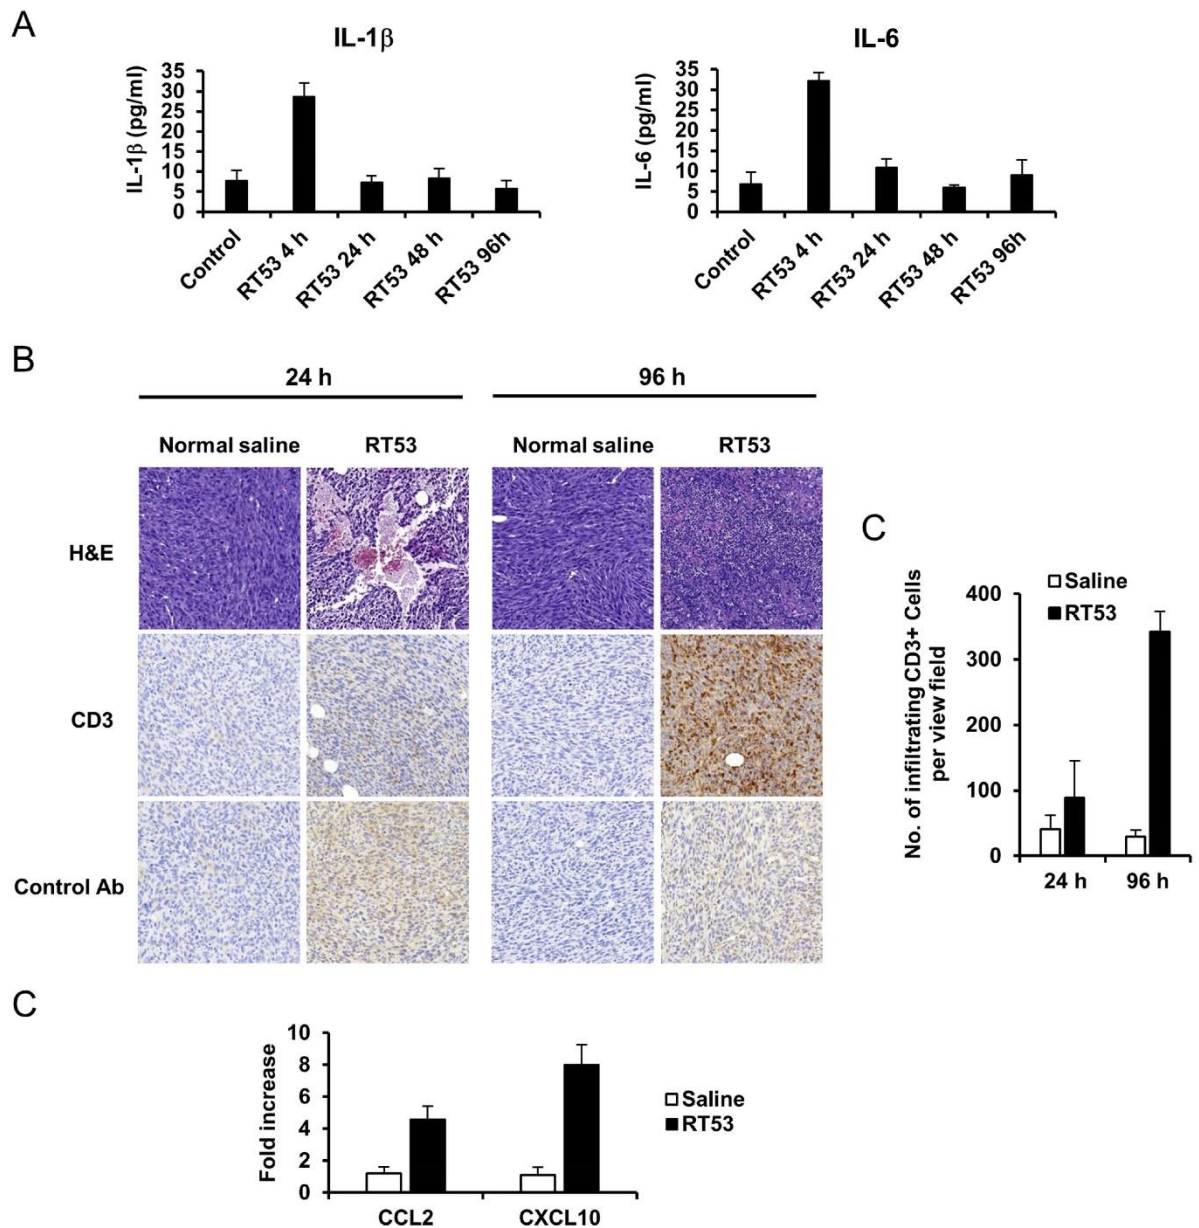 A
IL-1β
IL-1β (pg/ml)
35
30
25
20
15
10
5
0
Control
RT53 4 h
RT53 24 h
RT53 48 h
RT53 96h
IL-6
IL-6 (pg/ml)
35
30
25
20
15
10
5
0
Control
RT53 4 h
RT53 24 h
RT53 48 h
RT53 96h
B
24 h
96 h
Normal saline
RT53
Normal saline
RT53
H&E
CD3
Control Ab
C
No. of infiltrating CD3+ Cells
per view field
400
300
200
100
0
Saline
RT53
24 h
96 h
C
Fold increase
10
8
6
4
2
0
CCL2
CXCL10
Saline
RT53